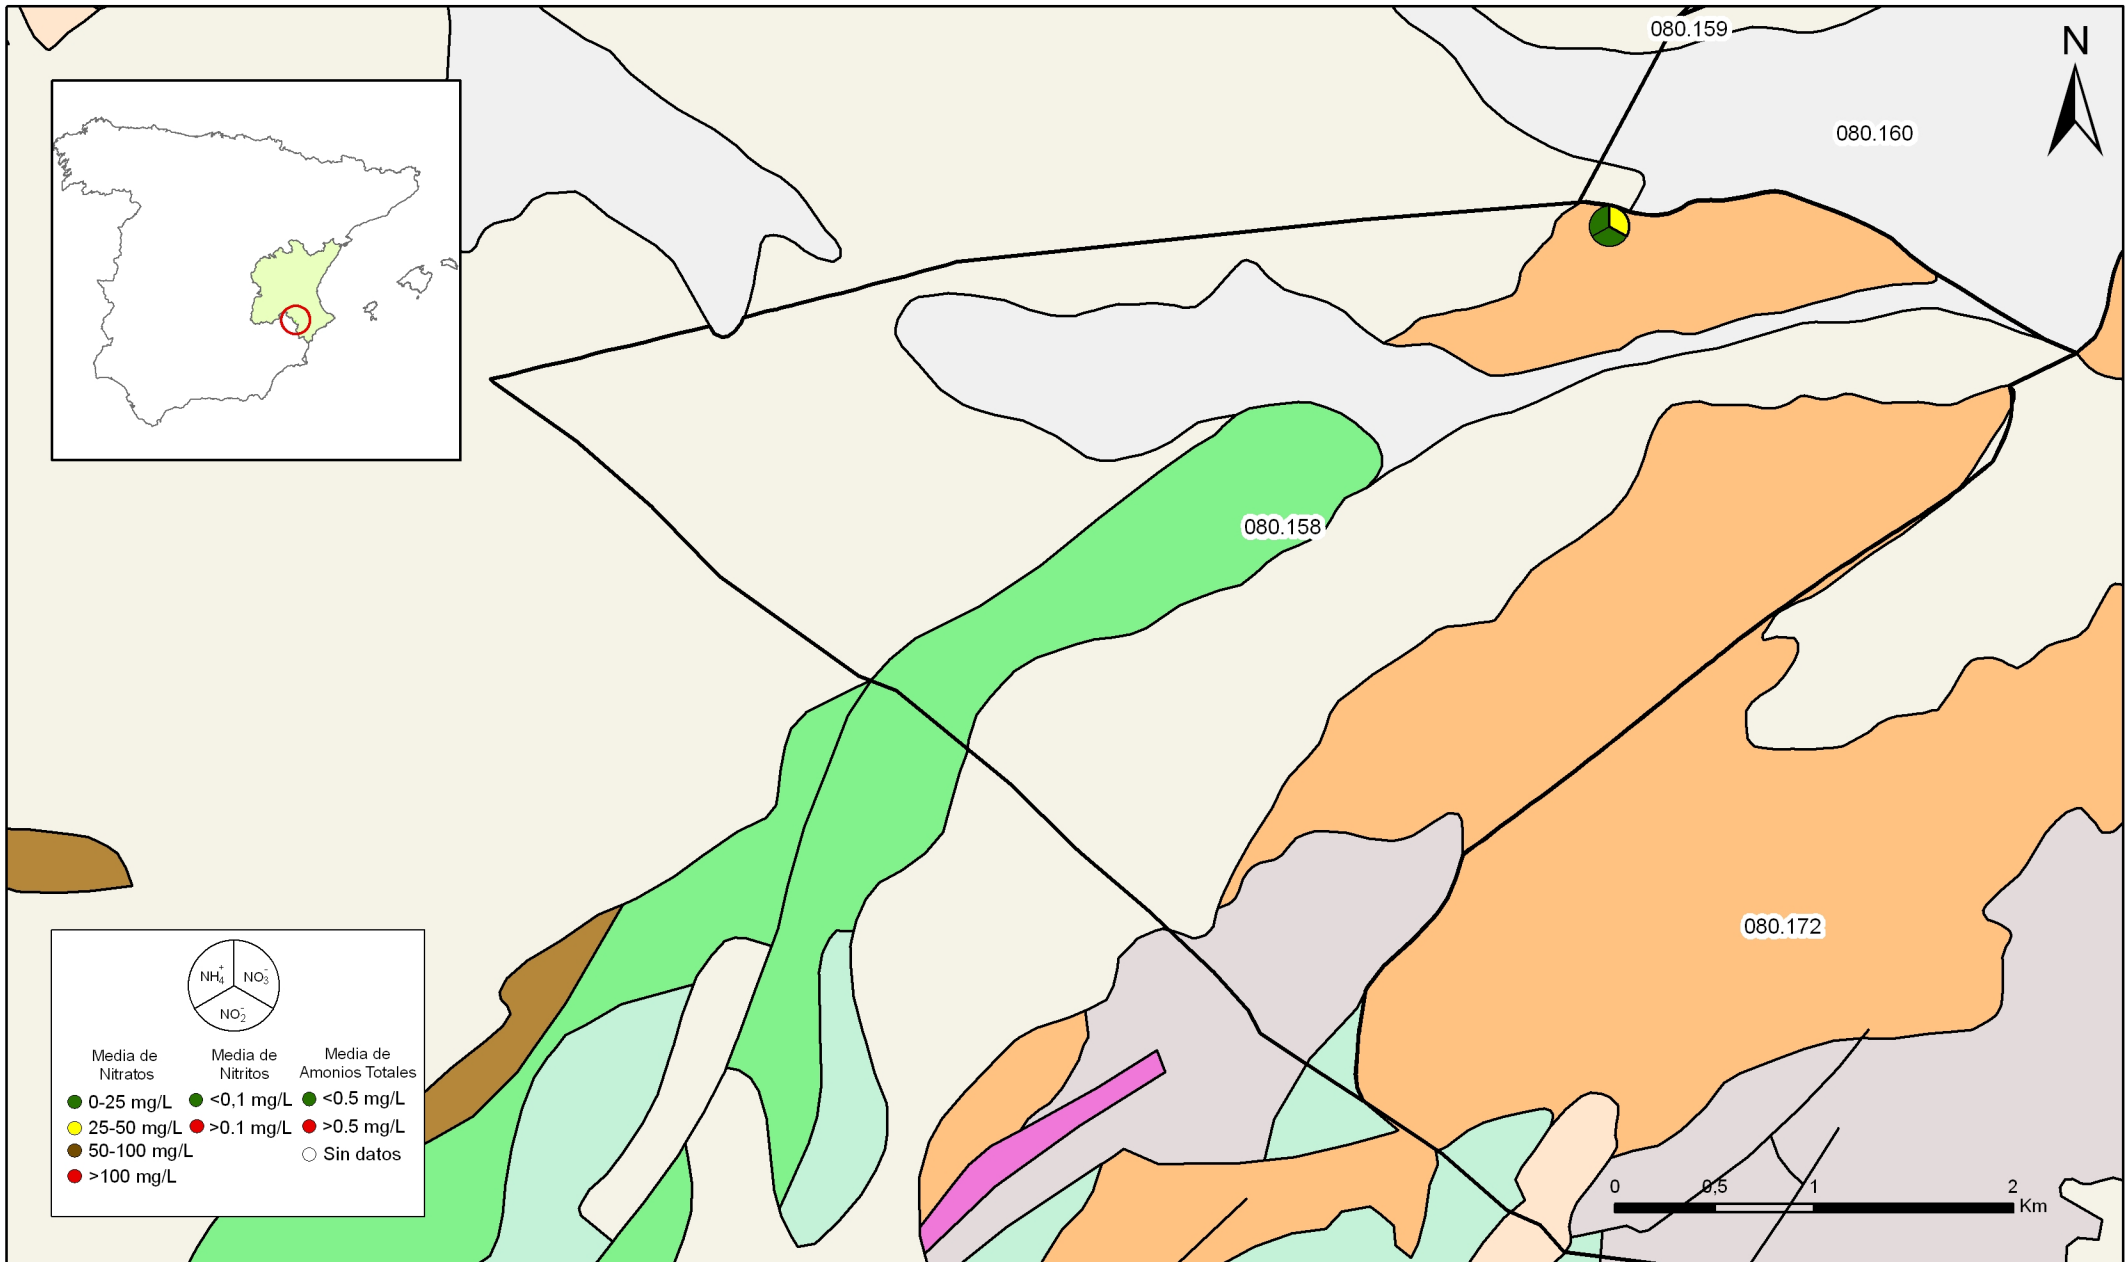 080.159
N
080.160
080.158
080.172
NH4+ NO3-
NO2-
Media de Nitratos
Media de Nitritos
Media de Amonios Totales
0-25 mg/L
<0,1 mg/L
<0.5 mg/L
25-50 mg/L
>0.1 mg/L
>0.5 mg/L
50-100 mg/L
Sin datos
>100 mg/L
0 0,5 1 2
Km